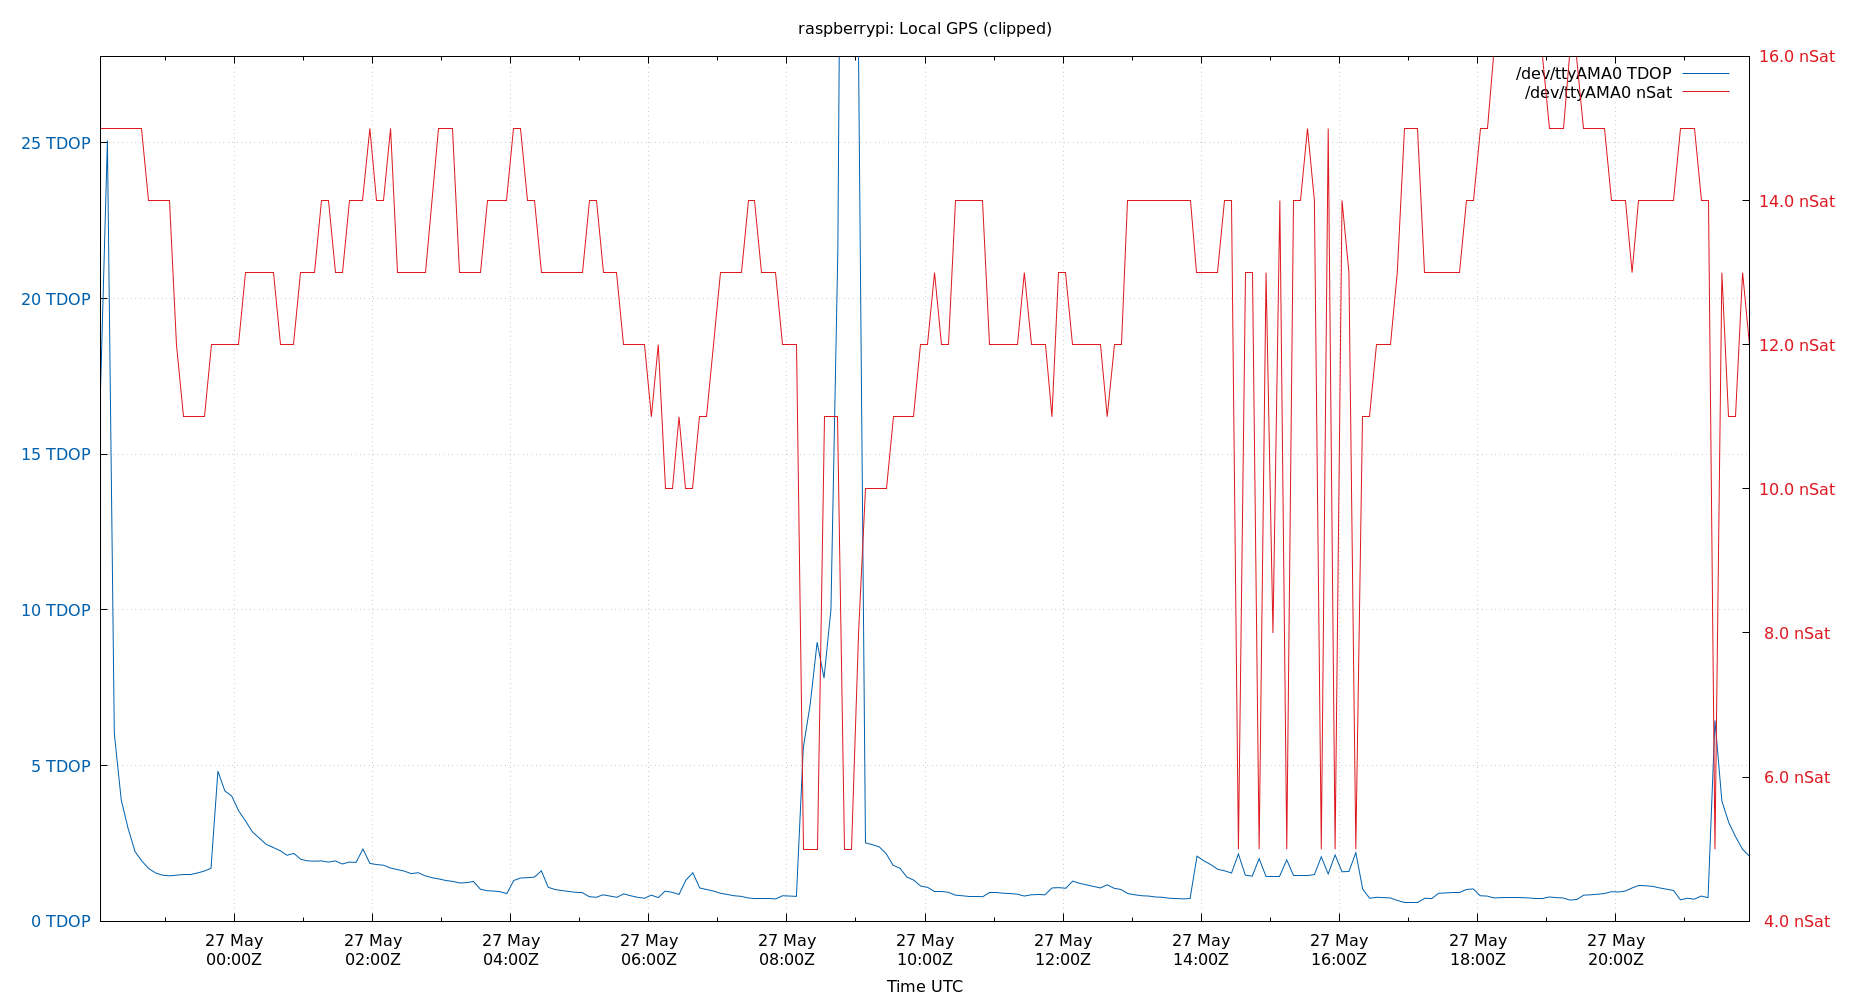 raspberrypi: Local GPS (clipped)
16.0 nSat
/dev/ttyAMA0 TDOP
/dev/ttyAMA0 nSat
25 TDOP
14.0 nSat
20 TDOP
12.0 nSat
15 TDOP
10.0 nSat
10 TDOP
8.0 nSat
5 TDOP
6.0 nSat
0 TDOP
4.0 nSat
27 May 27 May 27 May 27 May 27 May 27 May 27 May 27 May 27 May 27 May 27 May
00:00Z 02:00Z 04:00Z 06:00Z 08:00Z 10:00Z 12:00Z 14:00Z 16:00Z 18:00Z 20:00Z
Time UTC